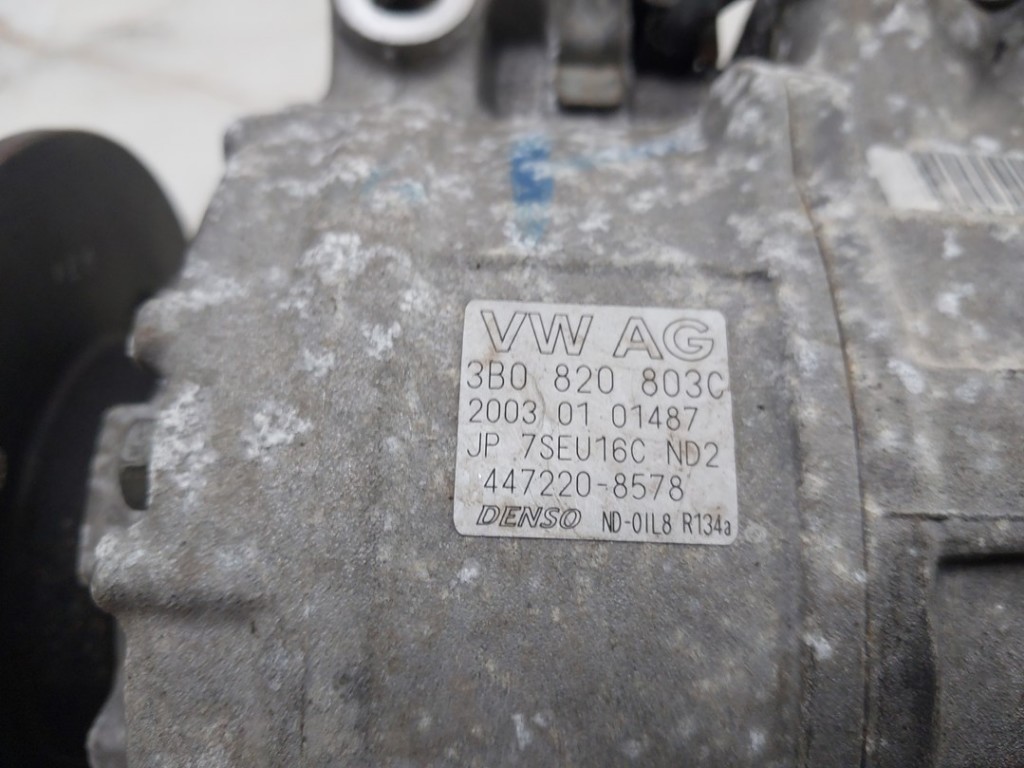 VW AG
3B0 820 803C
2003 01 01487
JP 7SEU16C ND2
447220-8578
DENSO ND-OIL8 R134a